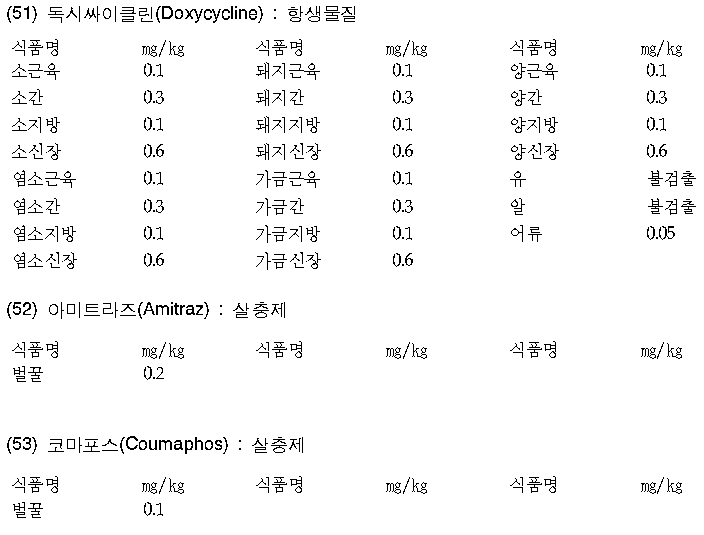 (51) 독시싸이클린(Doxycycline) : 항생물질
식품명 mg/kg 식품명 mg/kg 식품명 mg/kg
소근육 0.1 돼지근육 0.1 양근육 0.1
소간 0.3 돼지간 0.3 양간 0.3
소지방 0.1 돼지지방 0.1 양지방 0.1
소신장 0.6 돼지신장 0.6 양신장 0.6
염소근육 0.1 가금근육 0.1 유 불검출
염소간 0.3 가금간 0.3 알 불검출
염소지방 0.1 가금지방 0.1 어류 0.05
염소신장 0.6 가금신장 0.6
(52) 아미트라즈(Amitraz) : 살충제
식품명 mg/kg 식품명 mg/kg 식품명 mg/kg
벌꿀 0.2
(53) 코마포스(Coumaphos) : 살충제
식품명 mg/kg 식품명 mg/kg 식품명 mg/kg
벌꿀 0.1